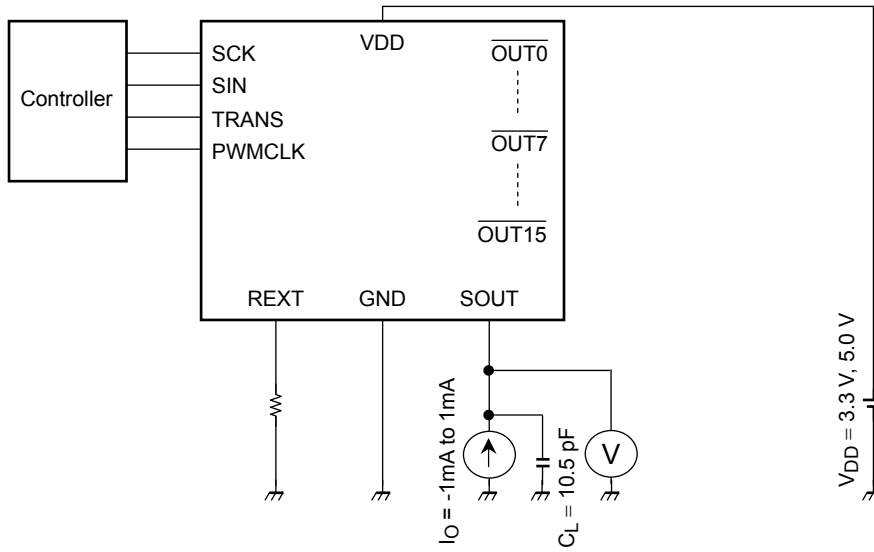 Controller
SCK
SIN
TRANS
PWMCLK
VDD
OUT0
OUT7
OUT15
REXT
GND
SOUT
IO = -1mA to 1mA
CL = 10.5 pF
V
VDD = 3.3 V, 5.0 V